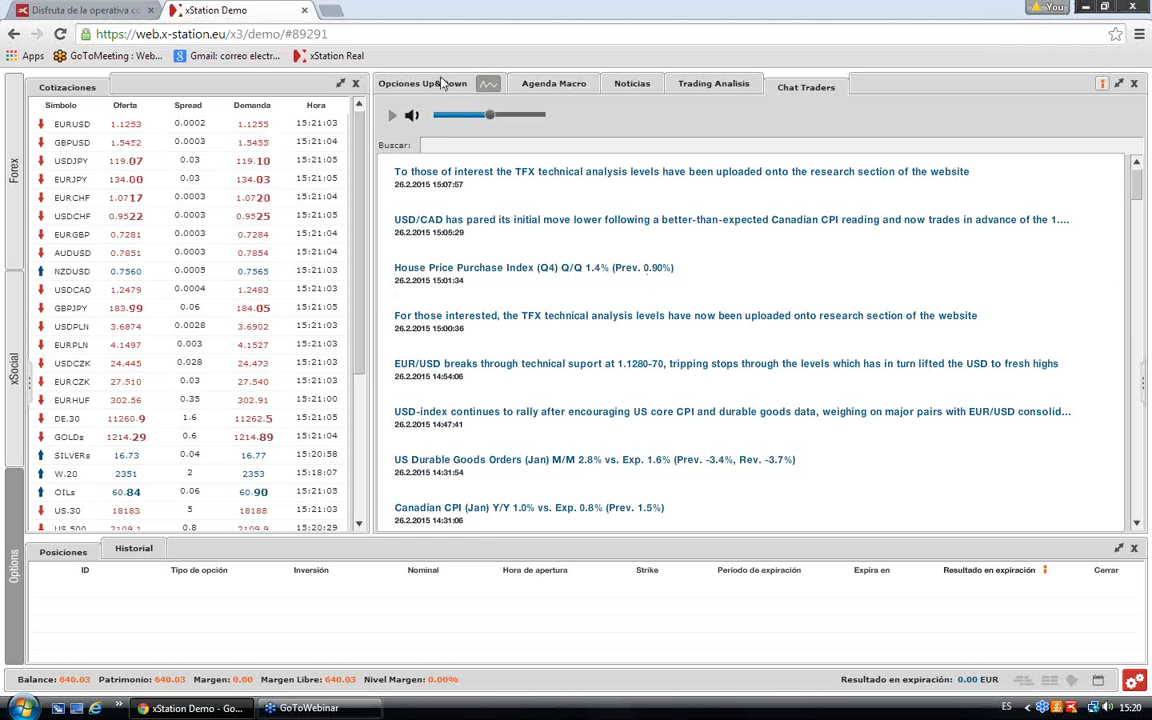 Disfruta de la operativa co
xStation Demo
You
https://web.x-station.eu/x3/demo/#89291
Apps
GoToMeeting : Web...
Gmail: correo electr...
xStation Real
Cotizaciones
Símbolo Oferta Spread Demanda Hora
EURUSD 1.1253 0.0002 1.1255 15:21:03
GBPUSD 1.5452 0.0003 1.5455 15:21:04
USDJPY 119.07 0.03 119.10 15:21:05
EURJPY 134.00 0.03 134.03 15:21:05
EURCHF 1.0717 0.0003 1.0720 15:21:05
USDCHF 0.9522 0.0003 0.9525 15:21:05
EURGBP 0.7281 0.0003 0.7284 15:21:04
AUDUSD 0.7851 0.0003 0.7854 15:21:04
NZDUSD 0.7560 0.0005 0.7565 15:21:03
USDCAD 1.2479 0.0004 1.2483 15:21:03
GBPJPY 183.99 0.06 184.05 15:21:05
USDPLN 3.6874 0.0028 3.6902 15:21:03
EURPLN 4.1497 0.003 4.1527 15:21:03
USDCZK 24.445 0.028 24.473 15:21:03
EURCZK 27.510 0.03 27.540 15:21:03
EURHUF 302.56 0.35 302.91 15:21:00
DE.30 11260.9 1.6 11262.5 15:21:05
GOLDs 1214.29 0.6 1214.89 15:21:04
SILVERs 16.73 0.04 16.77 15:20:58
W.20 2351 2 2353 15:18:07
OILs 60.84 0.06 60.90 15:21:05
US.30 18183 5 18188 15:21:03
US.500 2109.1 0.8 2109.9 15:20:29
Forex
xSocial
Options
Opciones Up&Down
Agenda Macro
Noticias
Trading Analisis
Chat Traders
Buscar:
To those of interest the TFX technical analysis levels have been uploaded onto the research section of the website
26.2.2015 15:07:57
USD/CAD has pared its initial move lower following a better-than-expected Canadian CPI reading and now trades in advance of the 1....
26.2.2015 15:05:29
House Price Purchase Index (Q4) Q/Q 1.4% (Prev. 0.90%)
26.2.2015 15:01:34
For those interested, the TFX technical analysis levels have now been uploaded onto research section of the website
26.2.2015 15:00:36
EUR/USD breaks through technical suport at 1.1280-70, tripping stops through the levels which has in turn lifted the USD to fresh highs
26.2.2015 14:54:06
USD-index continues to rally after encouraging US core CPI and durable goods data, weighing on major pairs with EUR/USD consolid...
26.2.2015 14:47:41
US Durable Goods Orders (Jan) M/M 2.8% vs. Exp. 1.6% (Prev. -3.4%, Rev. -3.7%)
26.2.2015 14:31:54
Canadian CPI (Jan) Y/Y 1.0% vs. Exp. 0.8% (Prev. 1.5%)
26.2.2015 14:31:06
Posiciones
Historial
ID Tipo de opción Inversión Nominal Hora de apertura Strike Período de expiración Expira en Resultado en expiración Cerrar
Balance: 640.03 Patrimonio: 640.03 Margen: 0.00 Margen Libre: 640.03 Nivel Margen: 0.00%
Resultado en expiración: 0.00 EUR
xStation Demo - Go...
GoToWebinar
ES
15:20